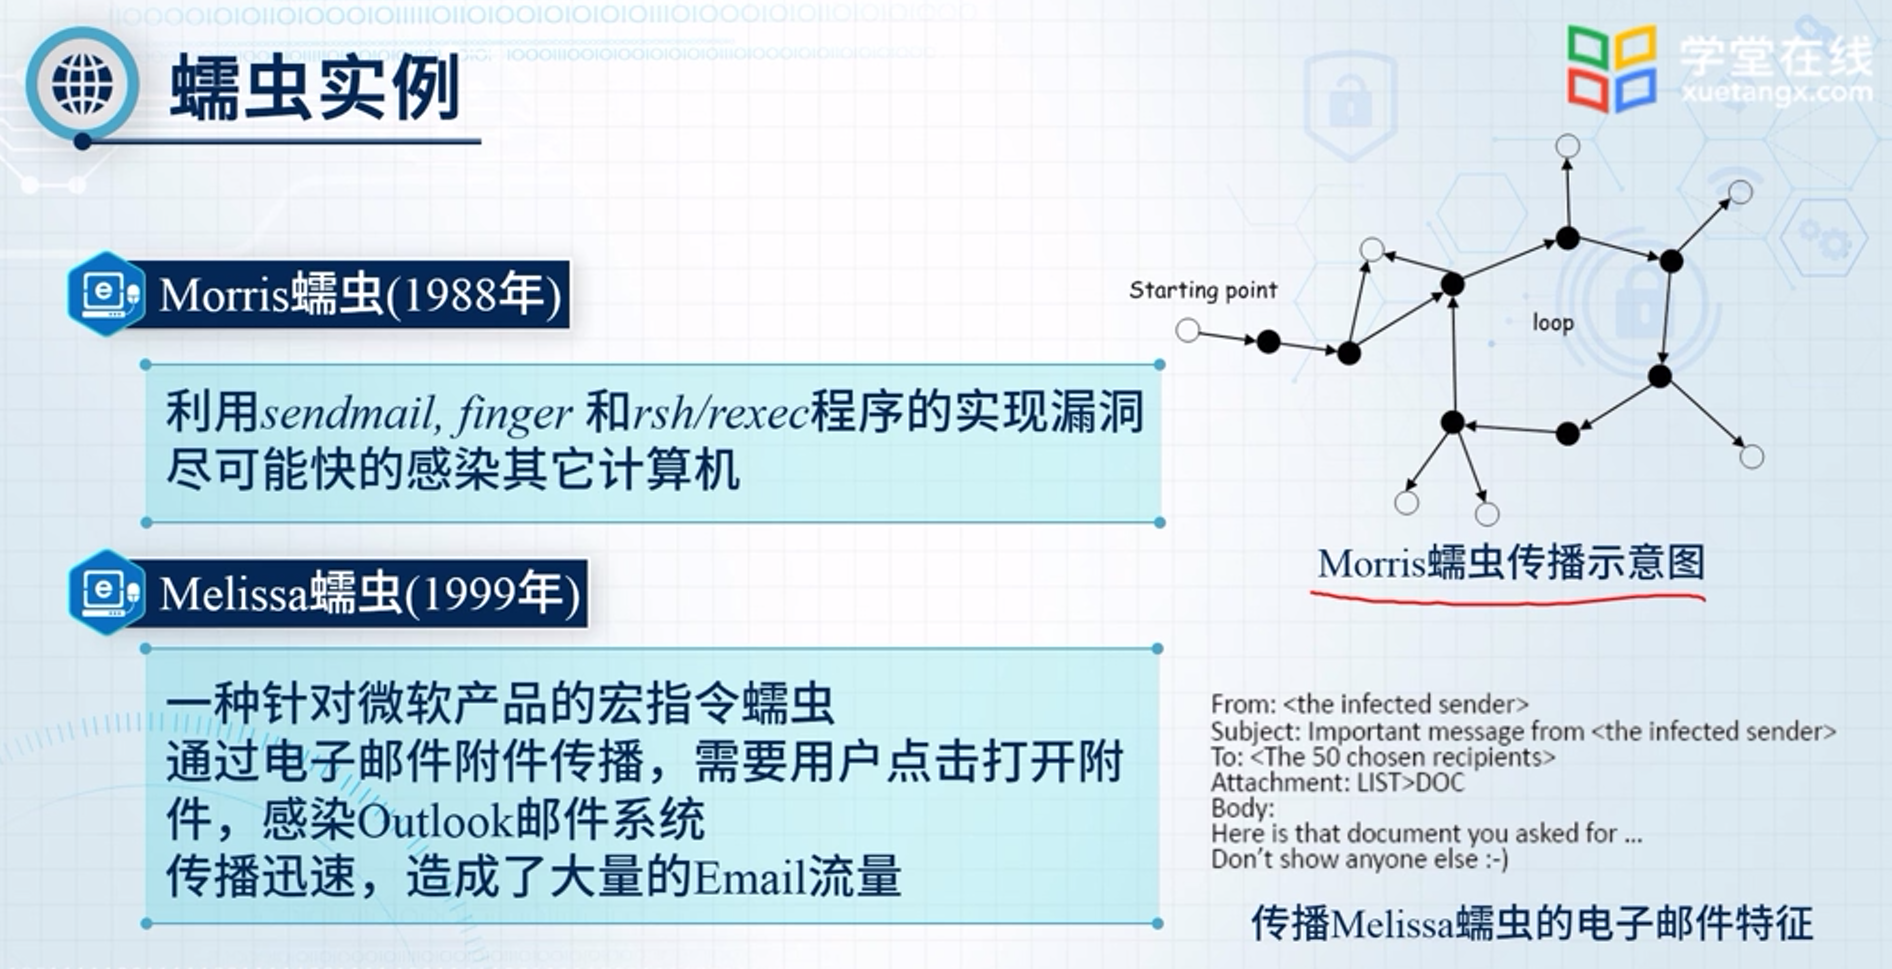 蠕虫实例
学堂在线
xuetangx.com
Morris蠕虫(1988年)
利用sendmail, finger 和rsh/rexec程序的实现漏洞
尽可能快的感染其它计算机
Starting point
loop
Morris蠕虫传播示意图
Melissa蠕虫(1999年)
一种针对微软产品的宏指令蠕虫
通过电子邮件附件传播，需要用户点击打开附
件，感染Outlook邮件系统
传播迅速，造成了大量的Email流量
From: <the infected sender>
Subject: Important message from <the infected sender>
To: <The 50 chosen recipients>
Attachment: LIST>DOC
Body:
Here is that document you asked for ...
Don't show anyone else :-)
传播Melissa蠕虫的电子邮件特征